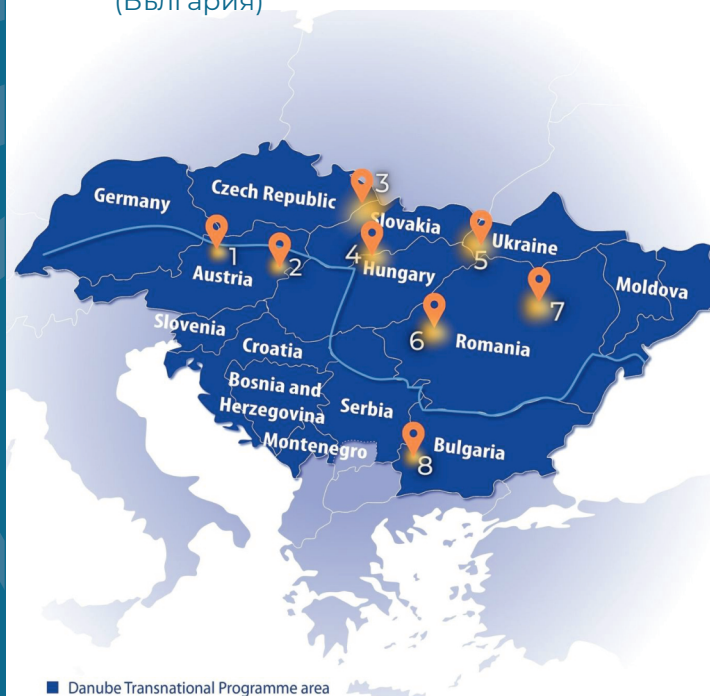 (България)
3
Germany
Czech Republic
Slovakia
Ukraine
1
2
4
5
Hungary
Austria
Moldova
7
Slovenia
6
Romania
Croatia
Bosnia and
Herzegovina
Serbia
Montenegro
Bulgaria
8
Danube Transnational Programme area